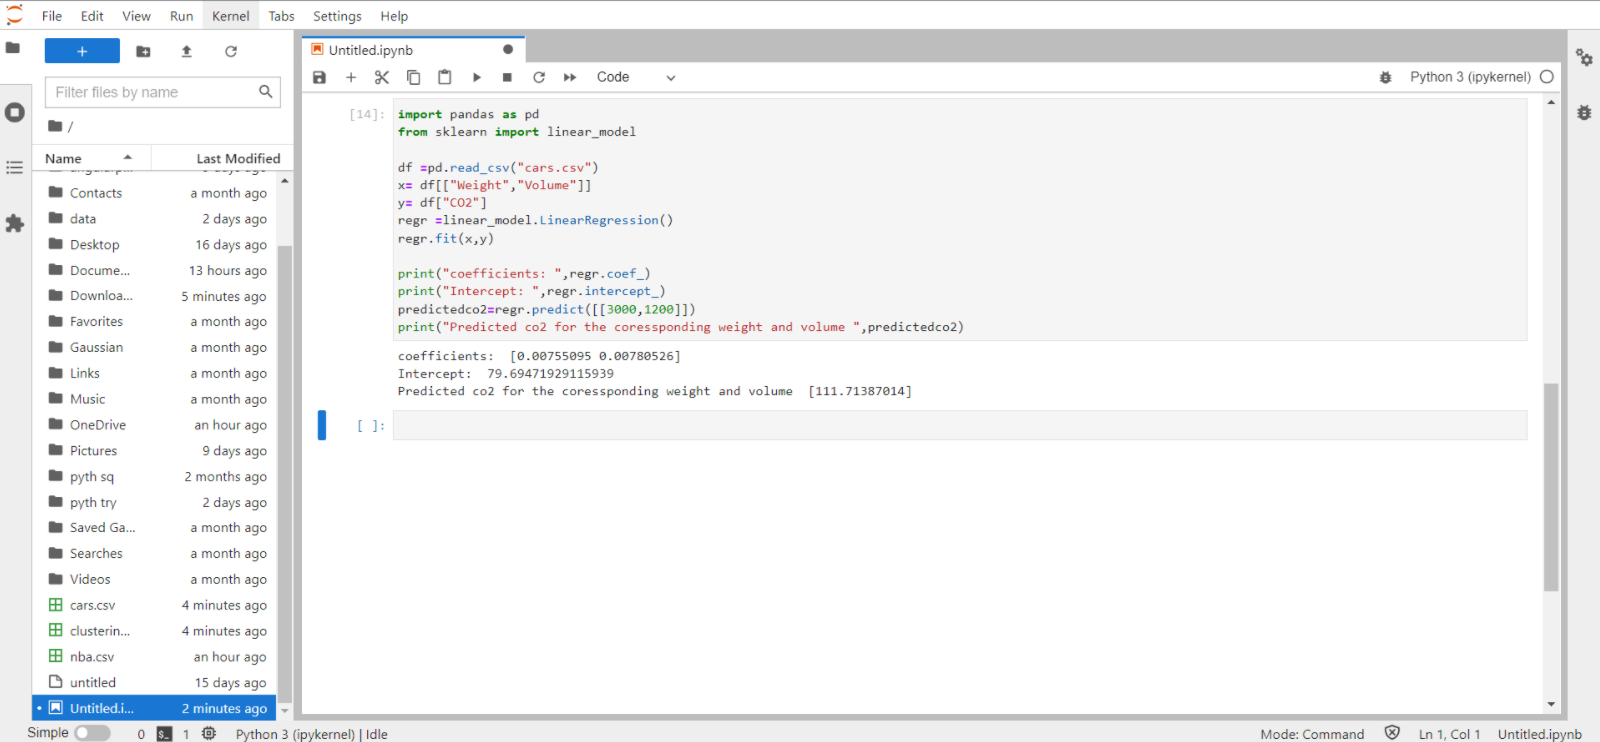 File Edit View Run Kernel Tabs Settings Help
+
Filter files by name
/
Name Last Modified
Contacts a month ago
data 2 days ago
Desktop 16 days ago
Docume... 13 hours ago
Downloa... 5 minutes ago
Favorites a month ago
Gaussian a month ago
Links a month ago
Music a month ago
OneDrive an hour ago
Pictures 9 days ago
pyth sq 2 months ago
pyth try 2 days ago
Saved Ga... a month ago
Searches a month ago
Videos a month ago
cars.csv 4 minutes ago
clusterin... 4 minutes ago
nba.csv an hour ago
untitled 15 days ago
Untitled.i... 2 minutes ago
Untitled.ipynb
Code
Python 3 (ipykernel)
[14]:
import pandas as pd
from sklearn import linear_model
df =pd.read_csv("cars.csv")
x= df[["Weight","Volume"]]
y= df["CO2"]
regr =linear_model.LinearRegression()
regr.fit(x,y)
print("coefficients: ",regr.coef_)
print("Intercept: ",regr.intercept_)
predictedco2=regr.predict([[3000,1200]])
print("Predicted co2 for the coressponding weight and volume ",predictedco2)
coefficients:  [0.00755095 0.00780526]
Intercept:  79.69471929115939
Predicted co2 for the coressponding weight and volume  [111.71387014]
[ ]:
Simple 0 $_ 1 Python 3 (ipykernel) | Idle Mode: Command Ln 1, Col 1 Untitled.ipynb